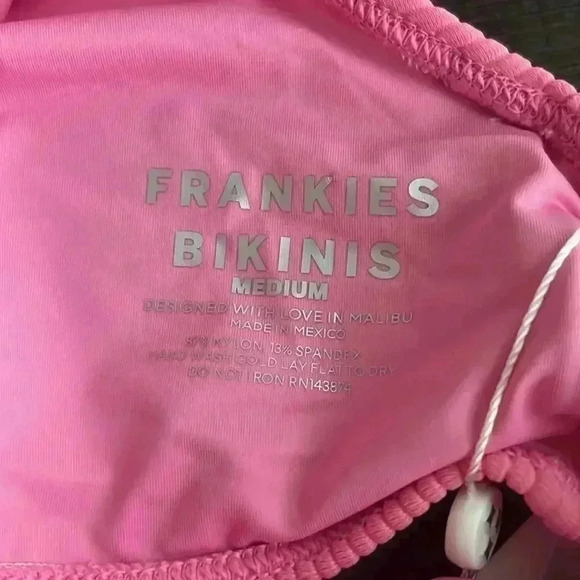 FRANKIES
BIKINIS
MEDIUM
DESIGNED WITH LOVE IN MALIBU
MADE IN MEXICO
87% NYLON 13% SPANDEX
HAND WASH COLD LAY FLAT TO DRY
DO NOT IRON RN143874